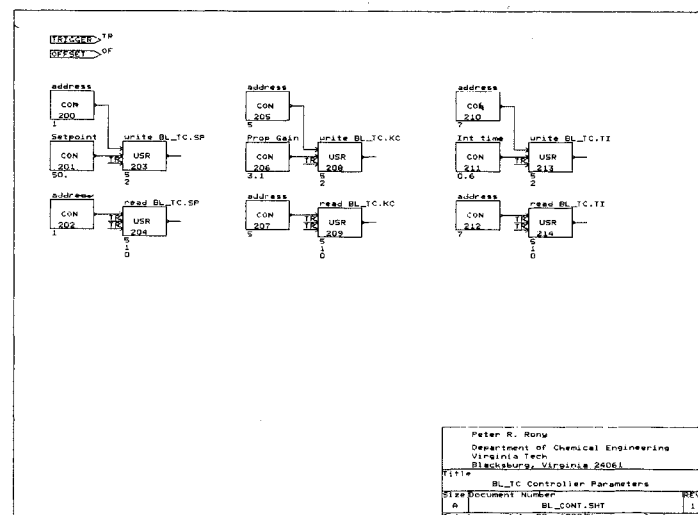 TRIGGER TR
OFFSET OF
address
CON
200
1
Setpoint
CON
201
50.
write BL_TC.SP
TR
USR
203
5
2
address
CON
202
1
read BL_TC.SP
TR
TR
USR
204
5
1
0
address
CON
205
5
Prop Gain
CON
206
3.1
write BL_TC.KC
TR
USR
208
5
2
address
CON
207
5
read BL_TC.KC
TR
TR
USR
209
5
1
0
address
CON
210
7
Int time
CON
211
0.6
write BL_TC.TI
TR
USR
213
5
2
address
CON
212
7
read BL_TC.TI
TR
TR
USR
214
5
1
0
Peter R. Rony
Department of Chemical Engineering
Virginia Tech
Blacksburg, Virginia 24061
Title
BL_TC Controller Parameters
Size Document Number REV
A BL_CONT.SHT 1